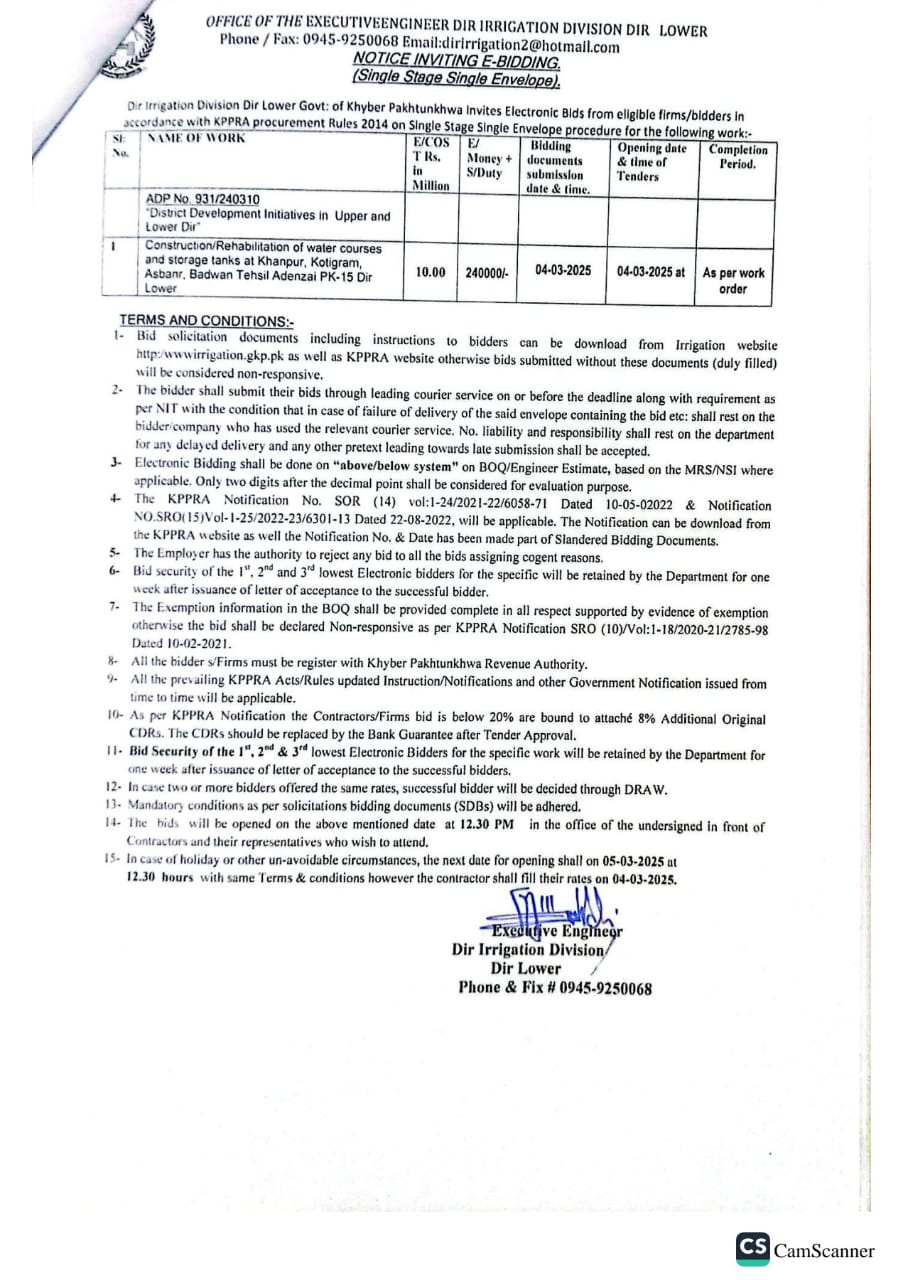 OFFICE OF THE EXECUTIVEENGINEER DIR IRRIGATION DIVISION DIR LOWER
Phone / Fax: 0945-9250068 Email:dirirrigation2@hotmail.com
NOTICE INVITING E-BIDDING.
(Single Stage Single Envelope).
Dir Irrigation Division Dir Lower Govt: of Khyber Pakhtunkhwa Invites Electronic Bids from eligible firms/bidders in
accordance with KPPRA procurement Rules 2014 on Single Stage Single Envelope procedure for the following work:-
Sl: No. NAME OF WORK E/COS T Rs. in Million E/ Money + S/Duty Bidding documents submission date & time. Opening date & time of Tenders Completion Period.
ADP No. 931/240310
"District Development Initiatives in Upper and
Lower Dir"
1 Construction/Rehabilitation of water courses
and storage tanks at Khanpur, Kotigram,
Asbanr, Badwan Tehsil Adenzai PK-15 Dir
Lower
10.00 240000/- 04-03-2025 04-03-2025 at As per work order
TERMS AND CONDITIONS:-
1- Bid solicitation documents including instructions to bidders can be download from Irrigation website
http:/wwwirrigation.gkp.pk as well as KPPRA website otherwise bids submitted without these documents (duly filled)
will be considered non-responsive.
2- The bidder shall submit their bids through leading courier service on or before the deadline along with requirement as
per NIT with the condition that in case of failure of delivery of the said envelope containing the bid etc: shall rest on the
bidder/company who has used the relevant courier service. No. liability and responsibility shall rest on the department
for any delayed delivery and any other pretext leading towards late submission shall be accepted.
3- Electronic Bidding shall be done on "above/below system" on BOQ/Engineer Estimate, based on the MRS/NSI where
applicable. Only two digits after the decimal point shall be considered for evaluation purpose.
4- The KPPRA Notification No. SOR (14) vol:1-24/2021-22/6058-71 Dated 10-05-02022 & Notification
NO.SRO(15)Vol-1-25/2022-23/6301-13 Dated 22-08-2022, will be applicable. The Notification can be download from
the KPPRA website as well the Notification No. & Date has been made part of Slandered Bidding Documents.
5- The Employer has the authority to reject any bid to all the bids assigning cogent reasons.
6- Bid security of the 1st, 2nd and 3rd lowest Electronic bidders for the specific will be retained by the Department for one
week after issuance of letter of acceptance to the successful bidder.
7- The Exemption information in the BOQ shall be provided complete in all respect supported by evidence of exemption
otherwise the bid shall be declared Non-responsive as per KPPRA Notification SRO (10)/Vol:1-18/2020-21/2785-98
Dated 10-02-2021.
8- All the bidder s/Firms must be register with Khyber Pakhtunkhwa Revenue Authority.
9- All the prevailing KPPRA Acts/Rules updated Instruction/Notifications and other Government Notification issued from
time to time will be applicable.
10- As per KPPRA Notification the Contractors/Firms bid is below 20% are bound to attaché 8% Additional Original
CDRs. The CDRs should be replaced by the Bank Guarantee after Tender Approval.
11- Bid Security of the 1st, 2nd & 3rd lowest Electronic Bidders for the specific work will be retained by the Department for
one week after issuance of letter of acceptance to the successful bidders.
12- In case two or more bidders offered the same rates, successful bidder will be decided through DRAW.
13- Mandatory conditions as per solicitations bidding documents (SDBs) will be adhered.
14- The bids will be opened on the above mentioned date at 12.30 PM in the office of the undersigned in front of
Contractors and their representatives who wish to attend.
15- In case of holiday or other un-avoidable circumstances, the next date for opening shall on 05-03-2025 at
12.30 hours with same Terms & conditions however the contractor shall fill their rates on 04-03-2025.
Executive Engineer
Dir Irrigation Division
Dir Lower
Phone & Fix # 0945-9250068
CS CamScanner